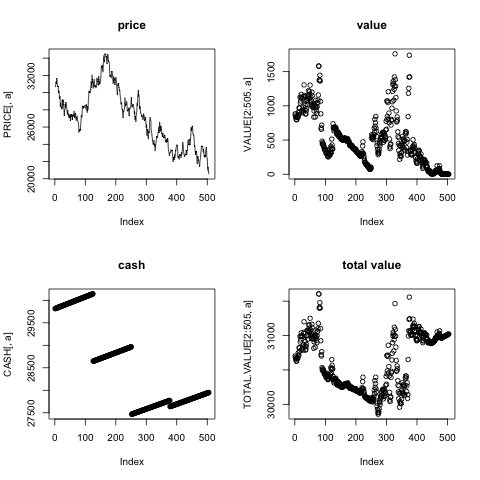 price
PRICE[, a]
20000 26000 32000
0 100 200 300 400 500
Index
value
VALUE[2:505, a]
0 500 1000 1500
0 100 200 300 400 500
Index
cash
CASH[, a]
27500 28500 29500
0 100 200 300 400 500
Index
total value
TOTAL.VALUE[2:505, a]
30000 31000
0 100 200 300 400 500
Index